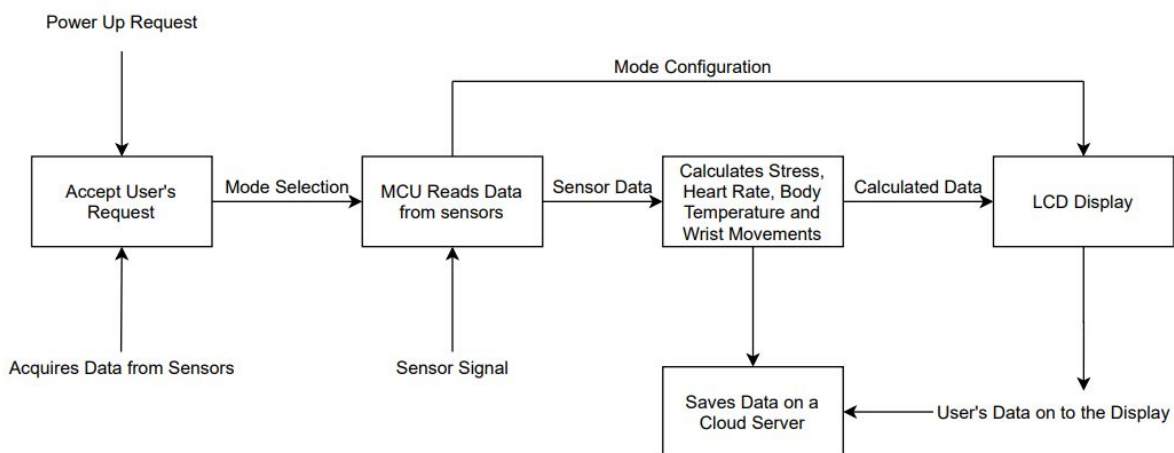 Power Up Request
Mode Configuration
Accept User's
Request
Mode Selection
MCU Reads Data
from sensors
Sensor Data
Calculates Stress,
Heart Rate, Body
Temperature and
Wrist Movements
Calculated Data
LCD Display
Acquires Data from Sensors
Sensor Signal
Saves Data on a
Cloud Server
User's Data on to the Display